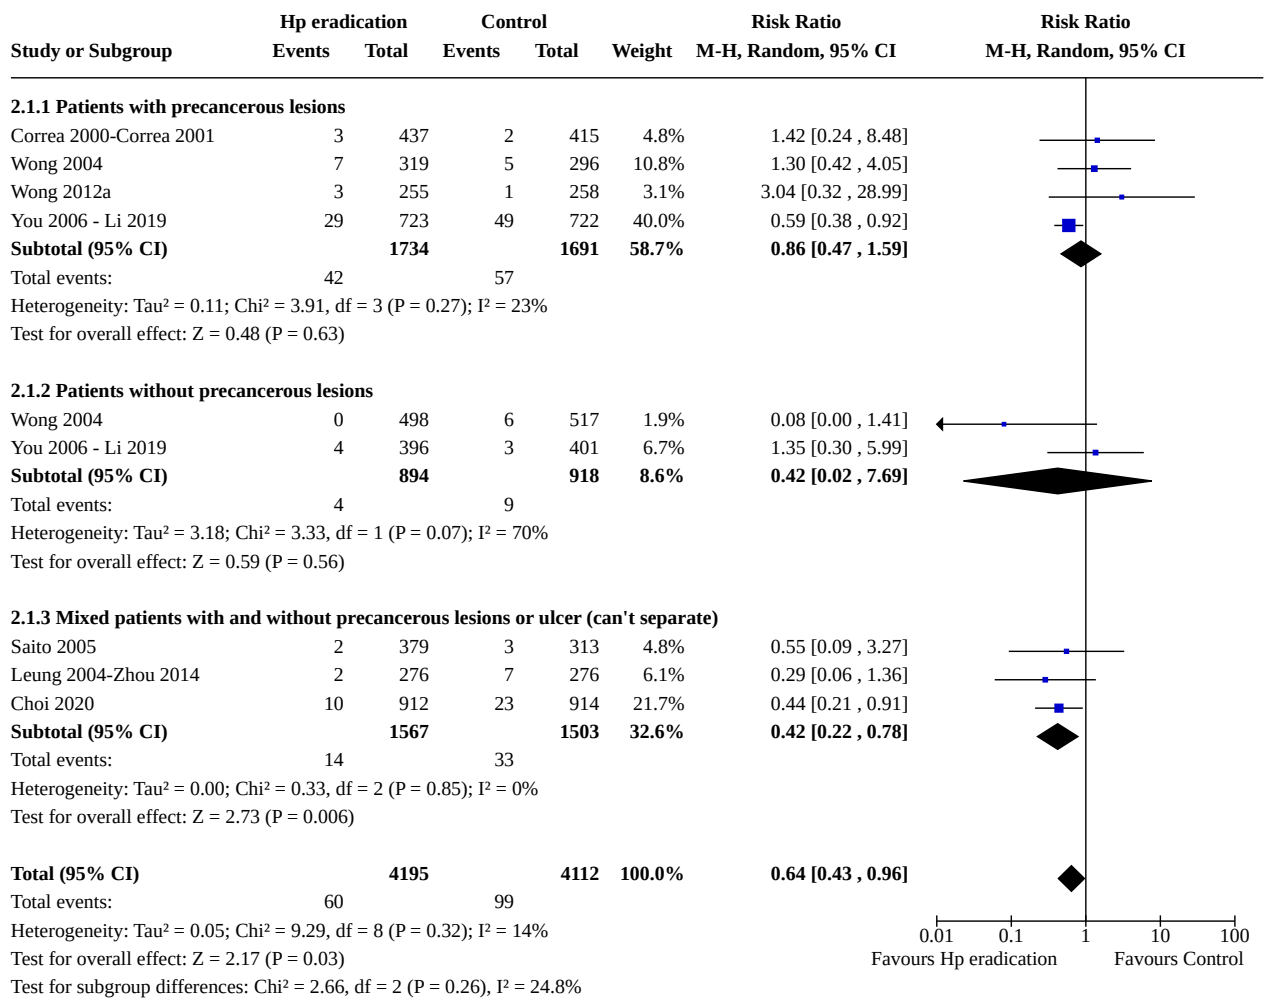 Hp eradication Control Risk Ratio Risk Ratio
Study or Subgroup Events Total Events Total Weight M-H, Random, 95% CI M-H, Random, 95% CI
2.1.1 Patients with precancerous lesions
Correa 2000-Correa 2001 3 437 2 415 4.8% 1.42 [0.24 , 8.48]
Wong 2004 7 319 5 296 10.8% 1.30 [0.42 , 4.05]
Wong 2012a 3 255 1 258 3.1% 3.04 [0.32 , 28.99]
You 2006 - Li 2019 29 723 49 722 40.0% 0.59 [0.38 , 0.92]
Subtotal (95% CI) 1734 1691 58.7% 0.86 [0.47 , 1.59]
Total events: 42 57
Heterogeneity: Tau² = 0.11; Chi² = 3.91, df = 3 (P = 0.27); I² = 23%
Test for overall effect: Z = 0.48 (P = 0.63)
2.1.2 Patients without precancerous lesions
Wong 2004 0 498 6 517 1.9% 0.08 [0.00 , 1.41]
You 2006 - Li 2019 4 396 3 401 6.7% 1.35 [0.30 , 5.99]
Subtotal (95% CI) 894 918 8.6% 0.42 [0.02 , 7.69]
Total events: 4 9
Heterogeneity: Tau² = 3.18; Chi² = 3.33, df = 1 (P = 0.07); I² = 70%
Test for overall effect: Z = 0.59 (P = 0.56)
2.1.3 Mixed patients with and without precancerous lesions or ulcer (can't separate)
Saito 2005 2 379 3 313 4.8% 0.55 [0.09 , 3.27]
Leung 2004-Zhou 2014 2 276 7 276 6.1% 0.29 [0.06 , 1.36]
Choi 2020 10 912 23 914 21.7% 0.44 [0.21 , 0.91]
Subtotal (95% CI) 1567 1503 32.6% 0.42 [0.22 , 0.78]
Total events: 14 33
Heterogeneity: Tau² = 0.00; Chi² = 0.33, df = 2 (P = 0.85); I² = 0%
Test for overall effect: Z = 2.73 (P = 0.006)
Total (95% CI) 4195 4112 100.0% 0.64 [0.43 , 0.96]
Total events: 60 99
Heterogeneity: Tau² = 0.05; Chi² = 9.29, df = 8 (P = 0.32); I² = 14% 0.01 0.1 1 10 100
Test for overall effect: Z = 2.17 (P = 0.03) Favours Hp eradication Favours Control
Test for subgroup differences: Chi² = 2.66, df = 2 (P = 0.26), I² = 24.8%